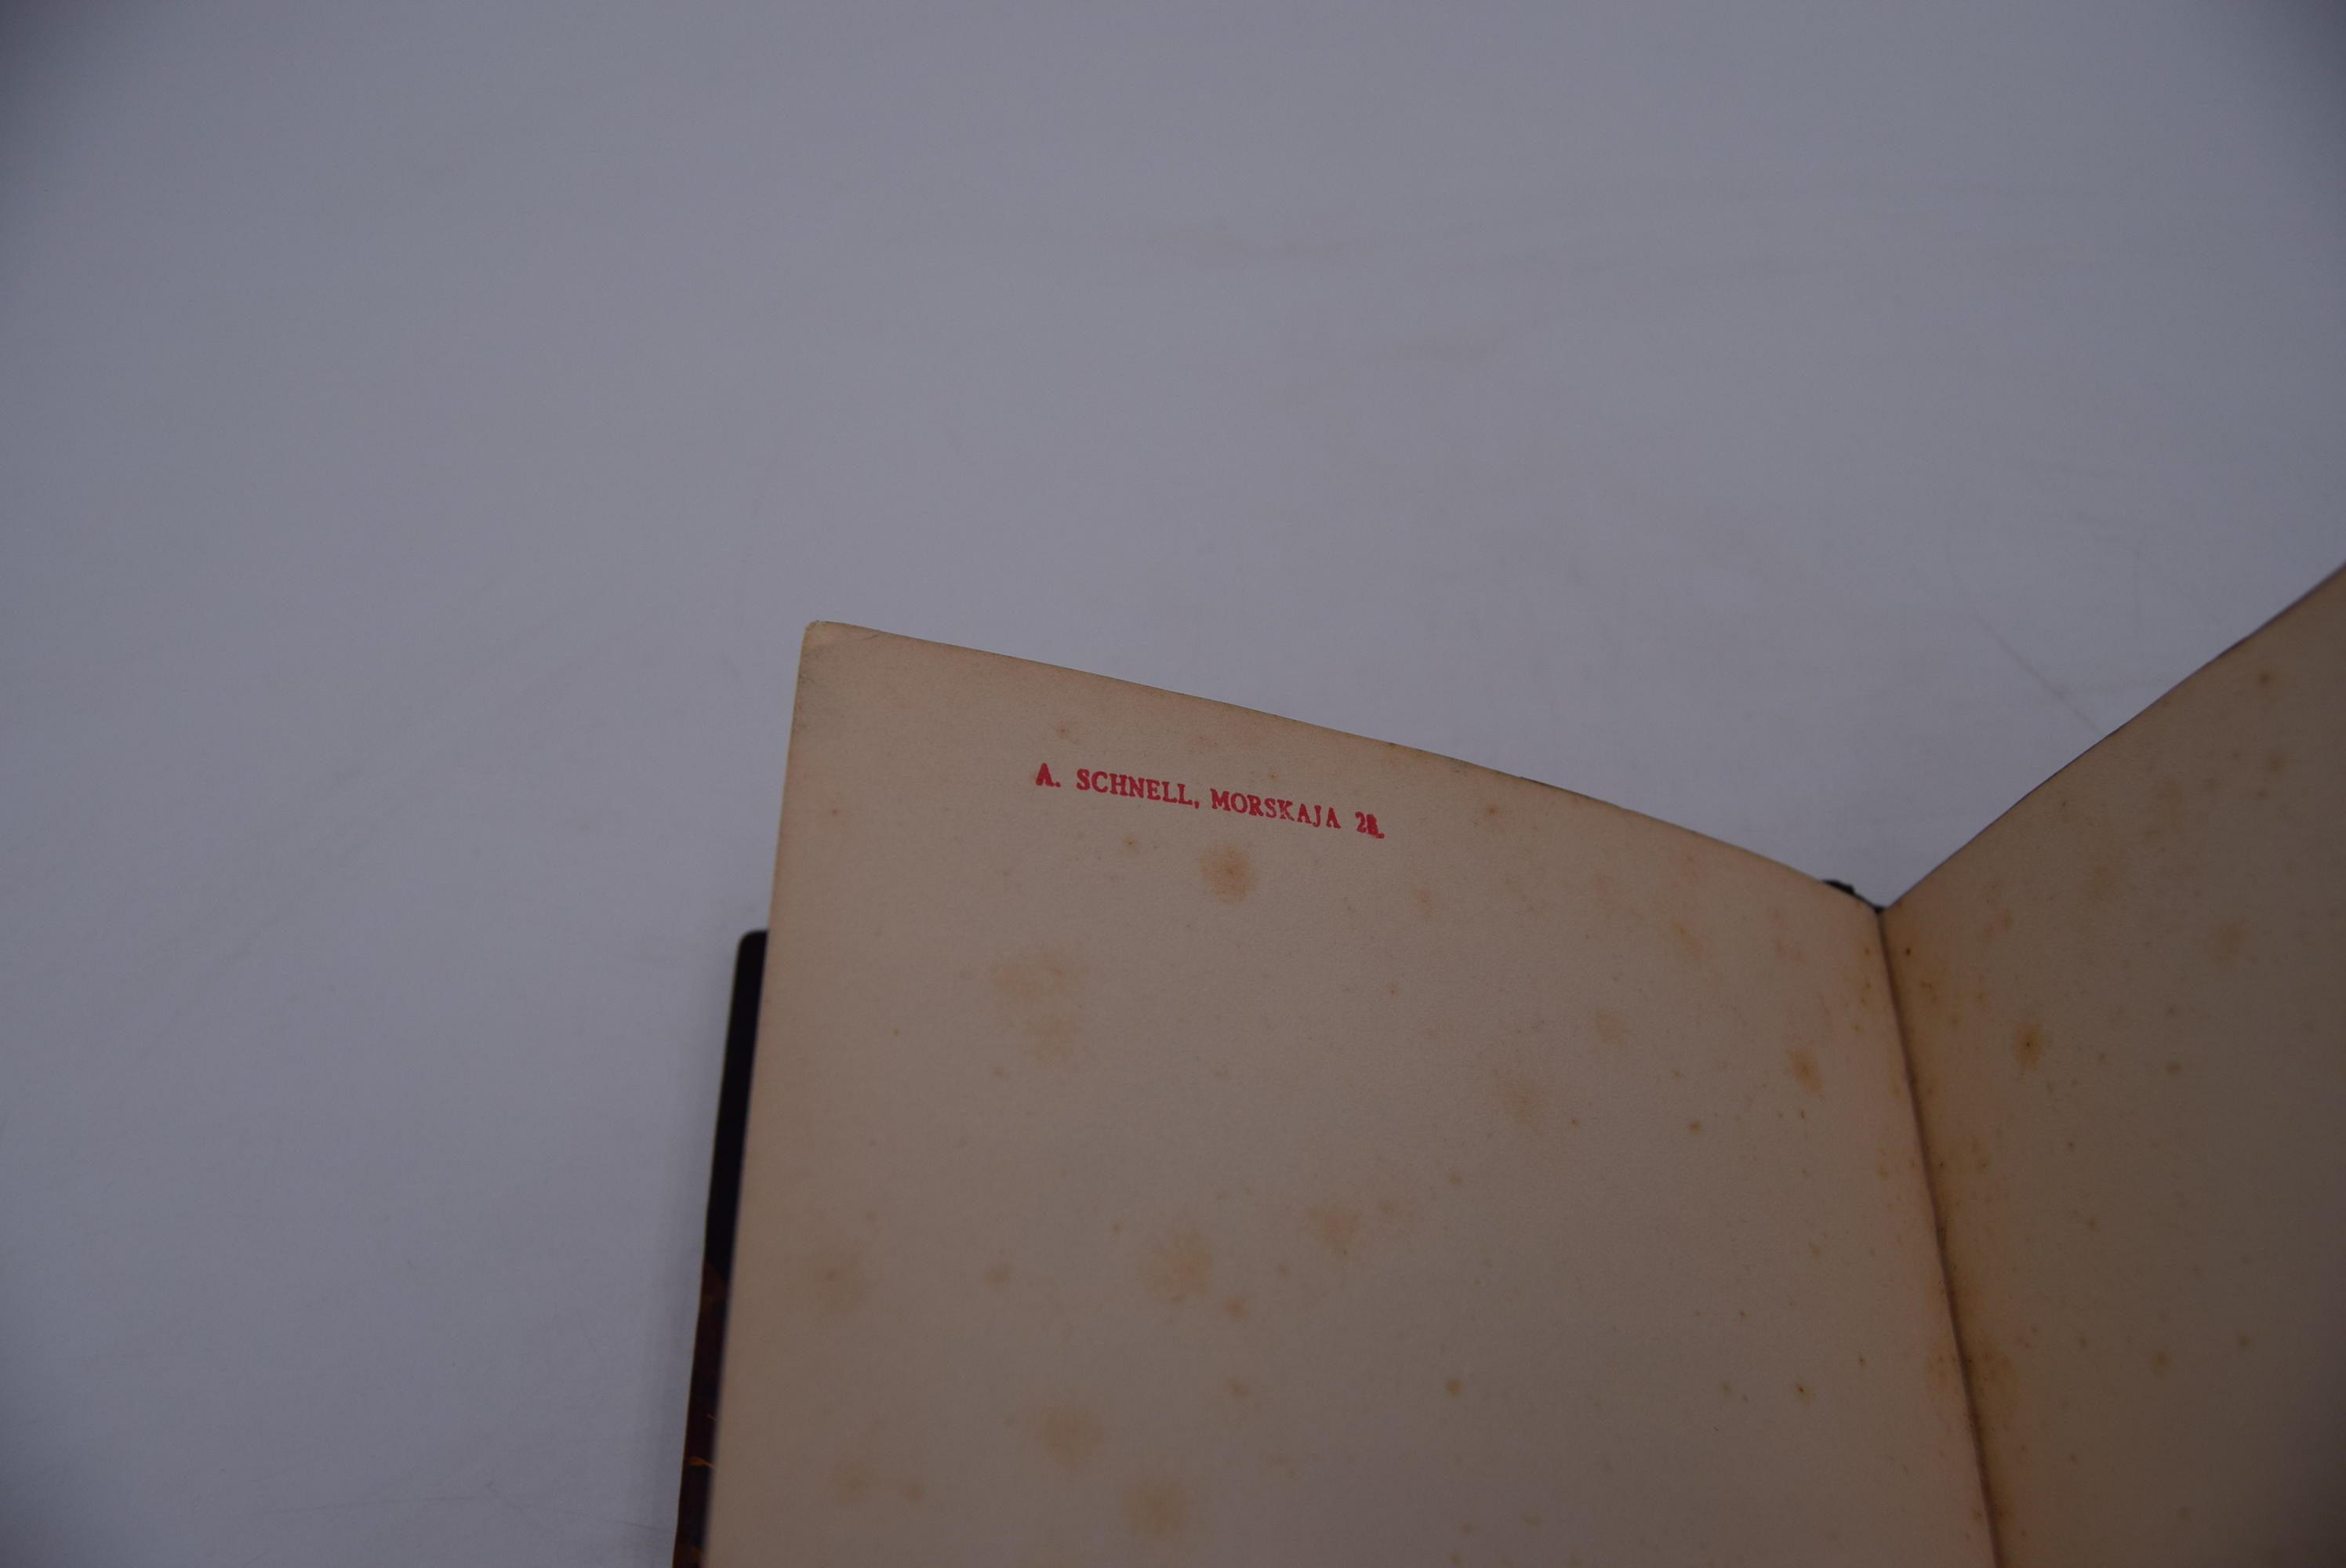 A. SCHNELL, MORSKAJA 28.